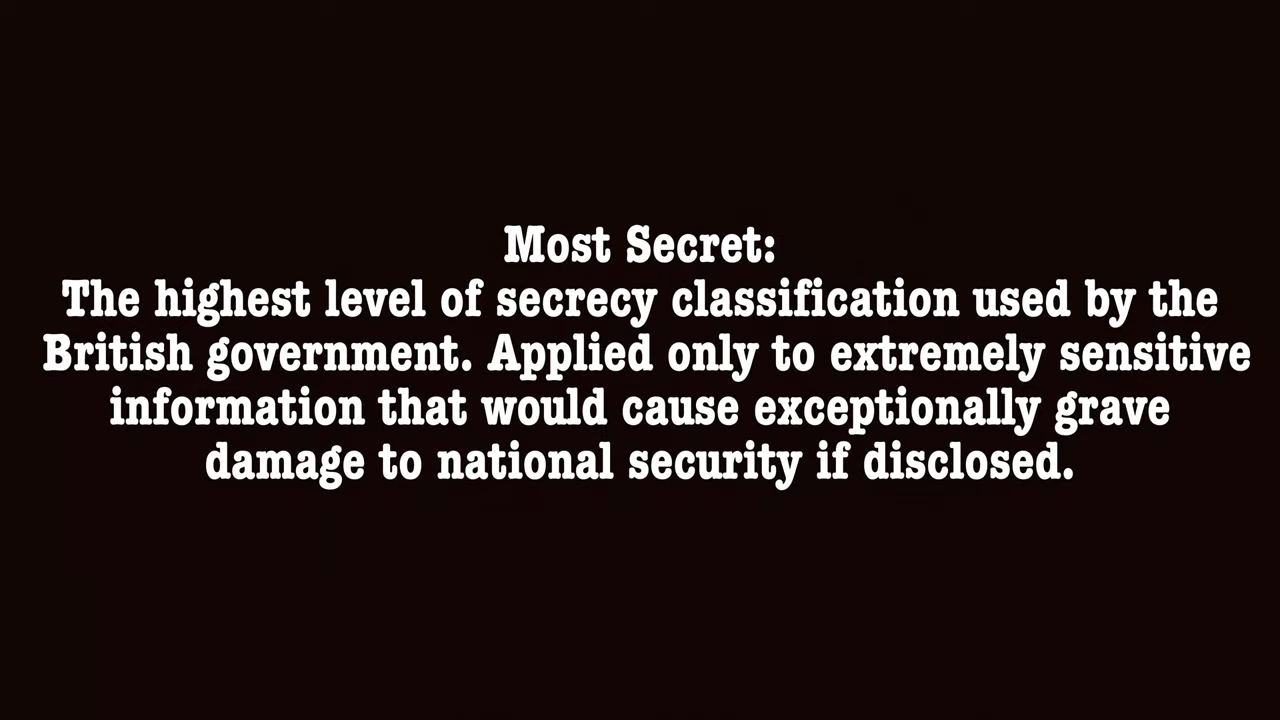 Most Secret:
The highest level of secrecy classification used by the
British government. Applied only to extremely sensitive
information that would cause exceptionally grave
damage to national security if disclosed.